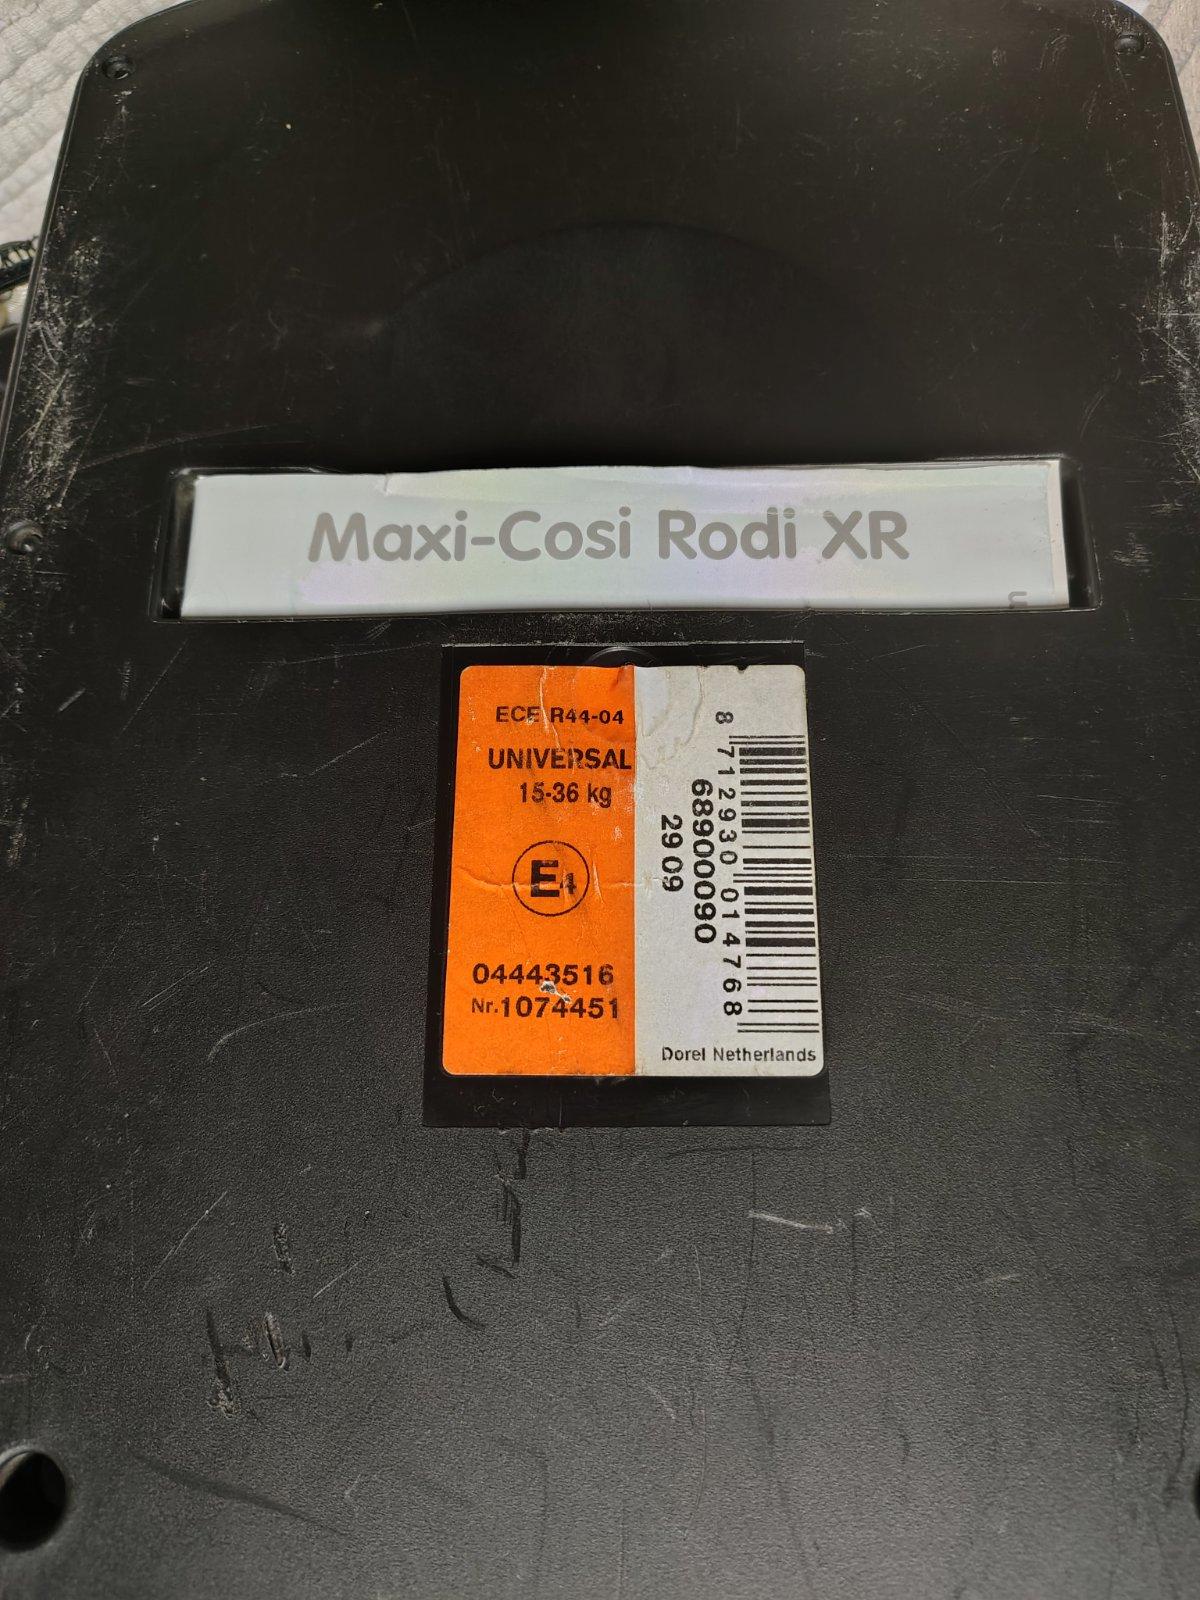 Maxi-Cosi Rodi XR
ECE R44-04
UNIVERSAL
15-36 kg
E4
04443516
Nr.1074451
8 712930 014768
68900090
29 09
Dorel Netherlands